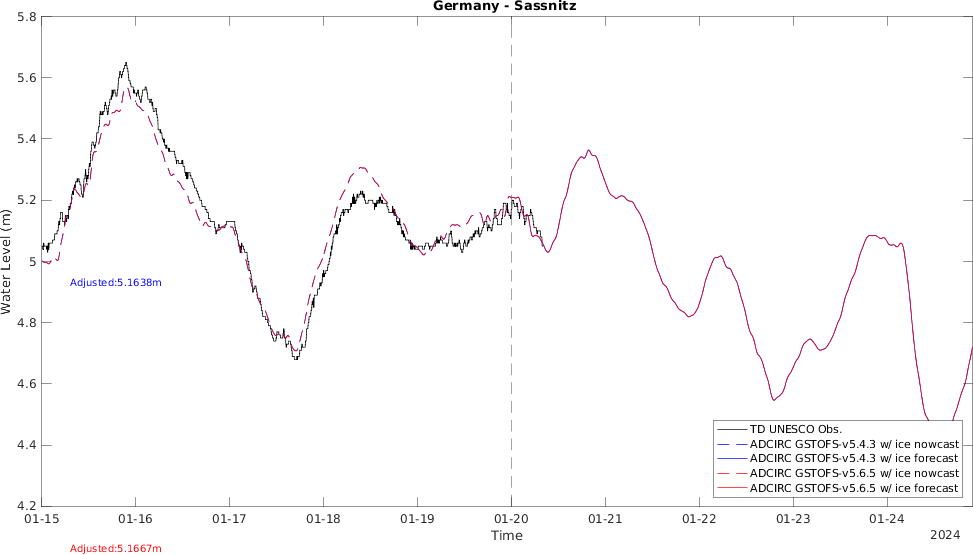 Germany - Sassnitz
5.8
5.6
5.4
5.2
5
4.8
4.6
4.4
4.2
Water Level (m)
Adjusted:5.1638m
TD UNESCO Obs.
ADCIRC GSTOFS-v5.4.3 w/ ice nowcast
ADCIRC GSTOFS-v5.4.3 w/ ice forecast
ADCIRC GSTOFS-v5.6.5 w/ ice nowcast
ADCIRC GSTOFS-v5.6.5 w/ ice forecast
01-15 01-16 01-17 01-18 01-19 01-20 01-21 01-22 01-23 01-24
Time
2024
Adjusted:5.1667m